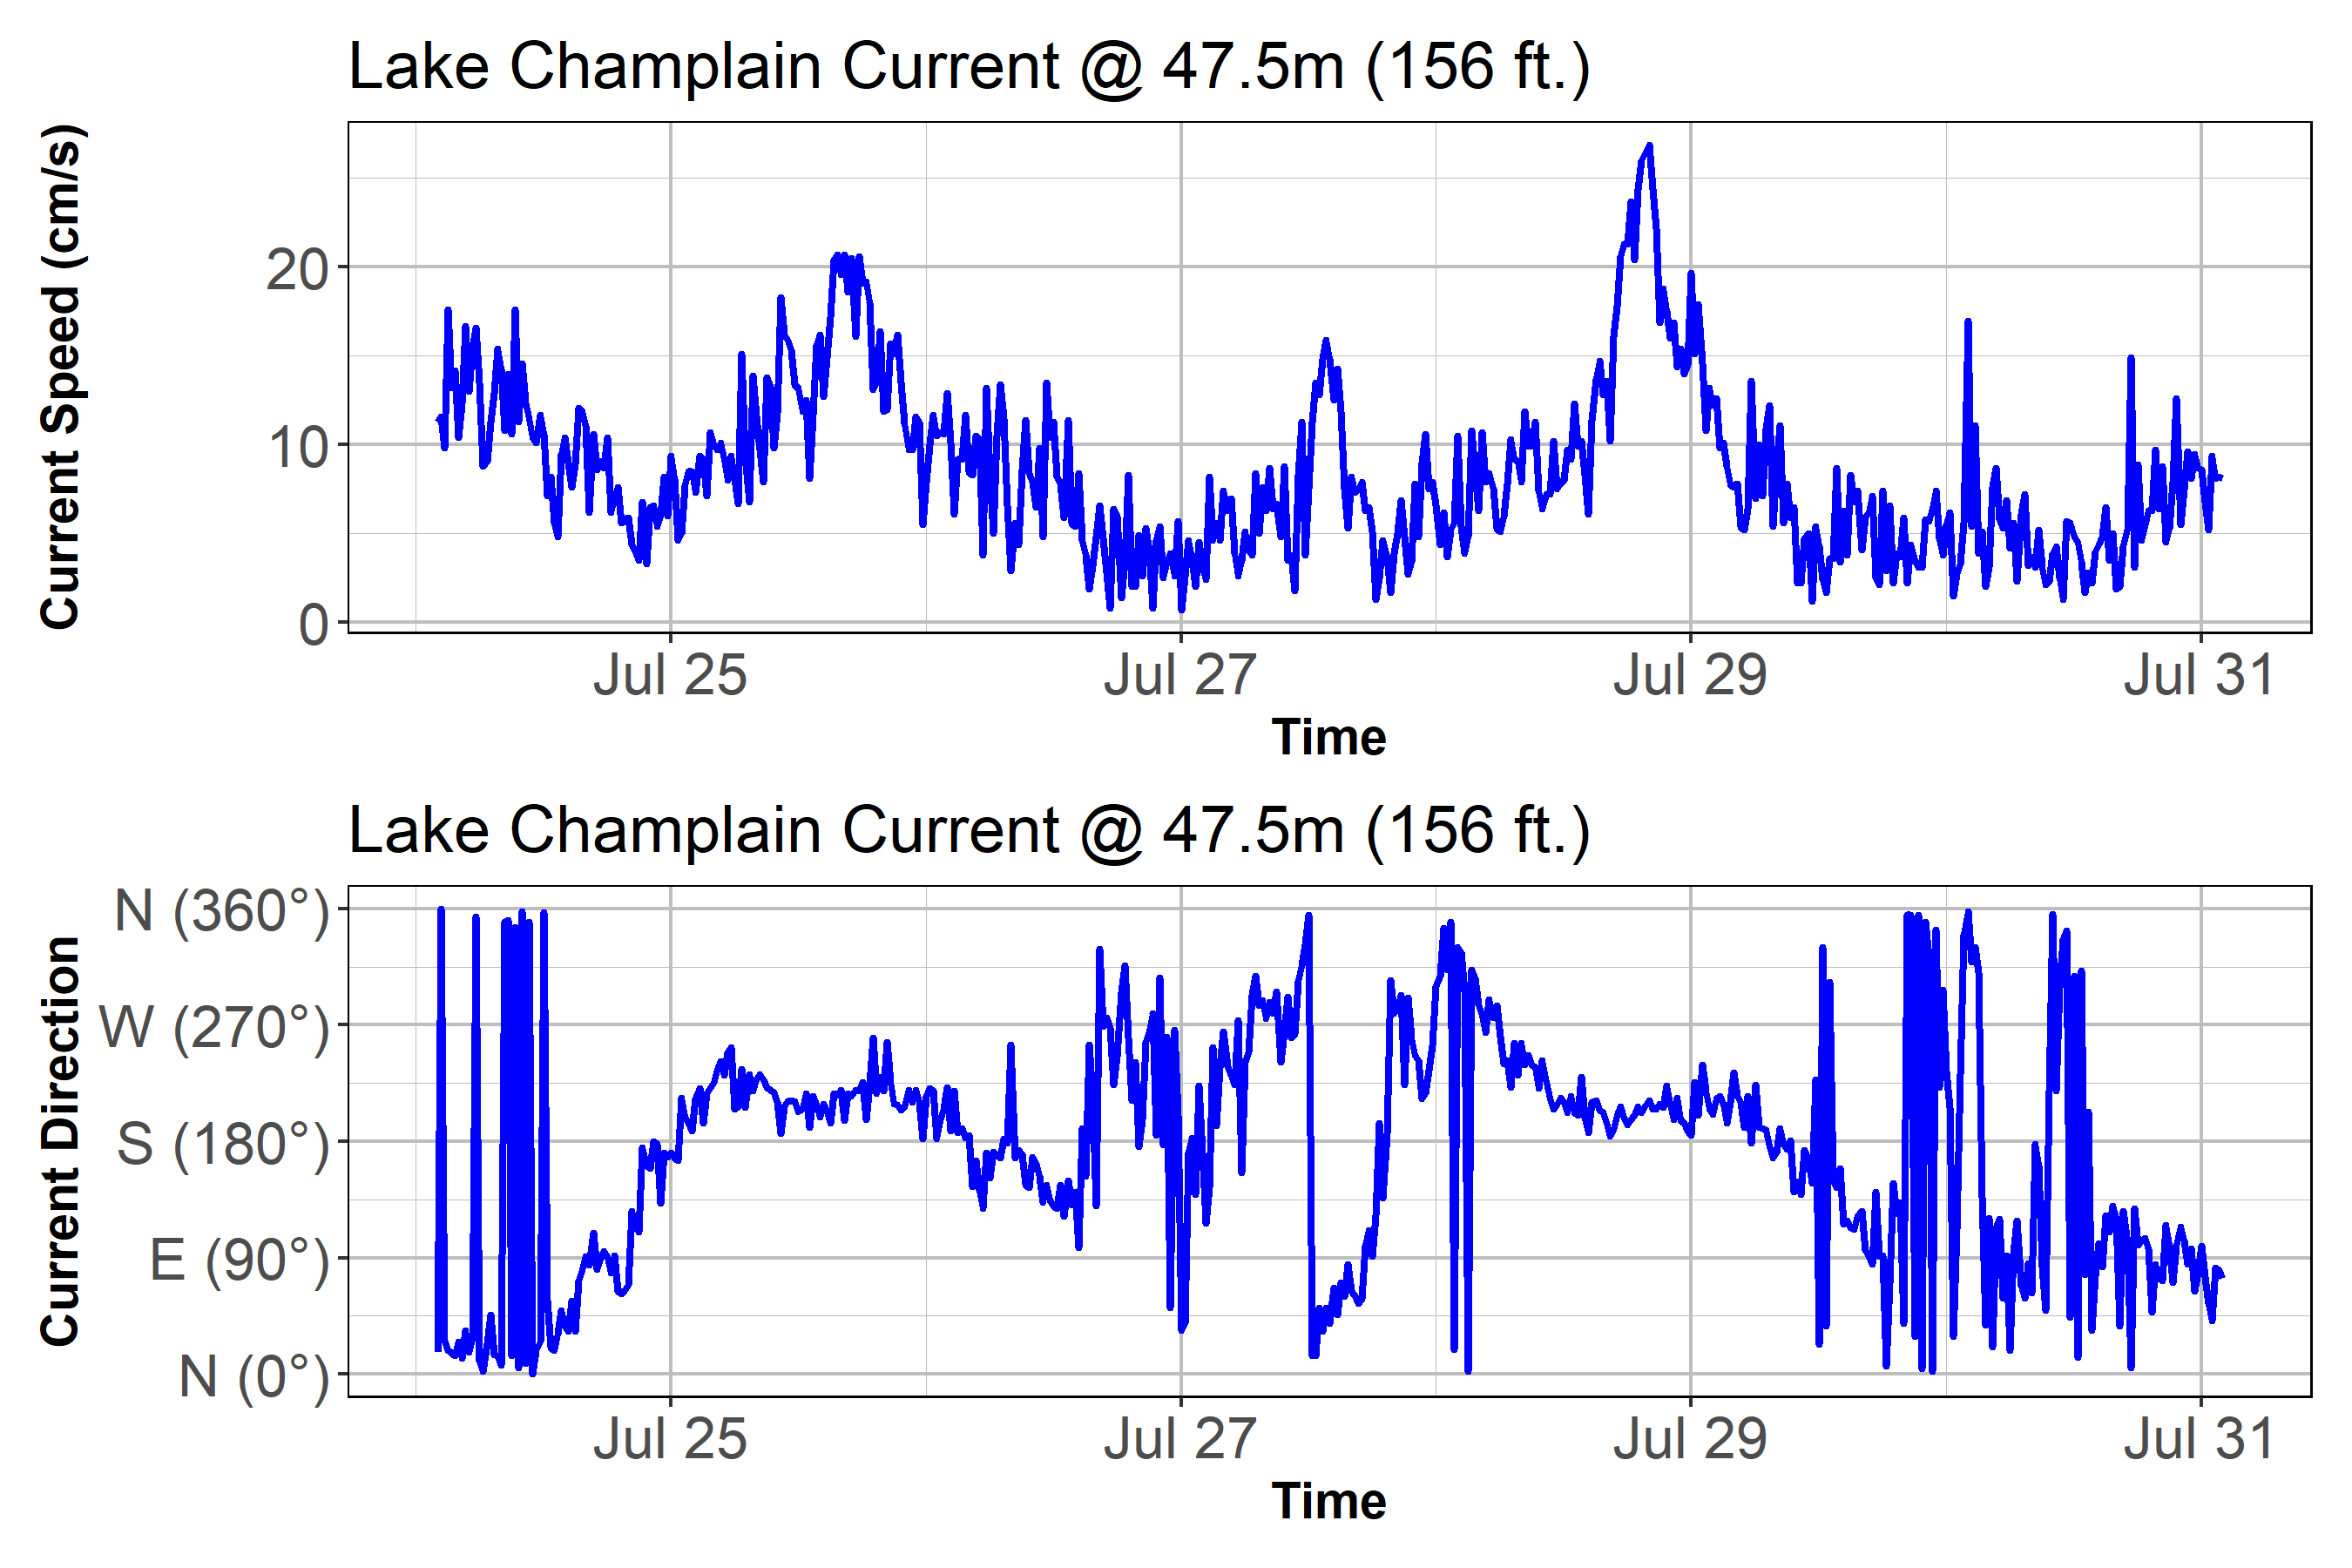 Lake Champlain Current @ 47.5m (156 ft.)
Current Speed (cm/s)
20
10
0
Jul 25 Jul 27 Jul 29 Jul 31
Time
Lake Champlain Current @ 47.5m (156 ft.)
Current Direction
N (360°)
W (270°)
S (180°)
E (90°)
N (0°)
Jul 25 Jul 27 Jul 29 Jul 31
Time